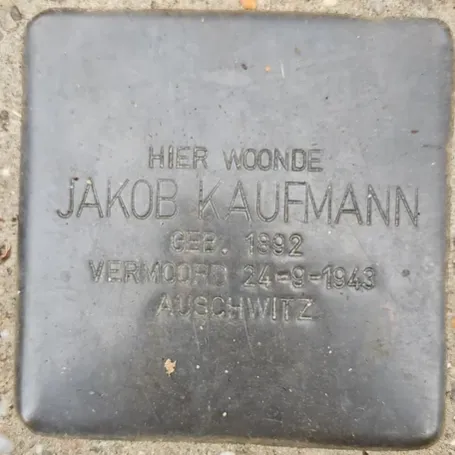 HIER WOONDE
JAKOB KAUFMANN
GEB. 1892
VERMOORD 24-9-1943
AUSCHWITZ